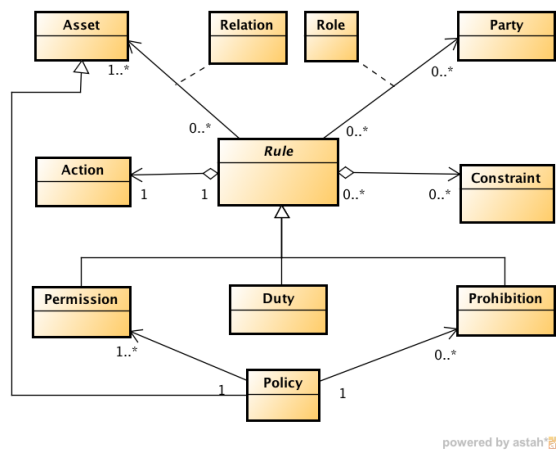 Asset
Relation
Role
Party
1..*
0..*
0..*
0..*
Rule
Action
1
1
0..*
0..*
Constraint
Permission
Duty
Prohibition
1..*
0..*
1
Policy
1
powered by astah*